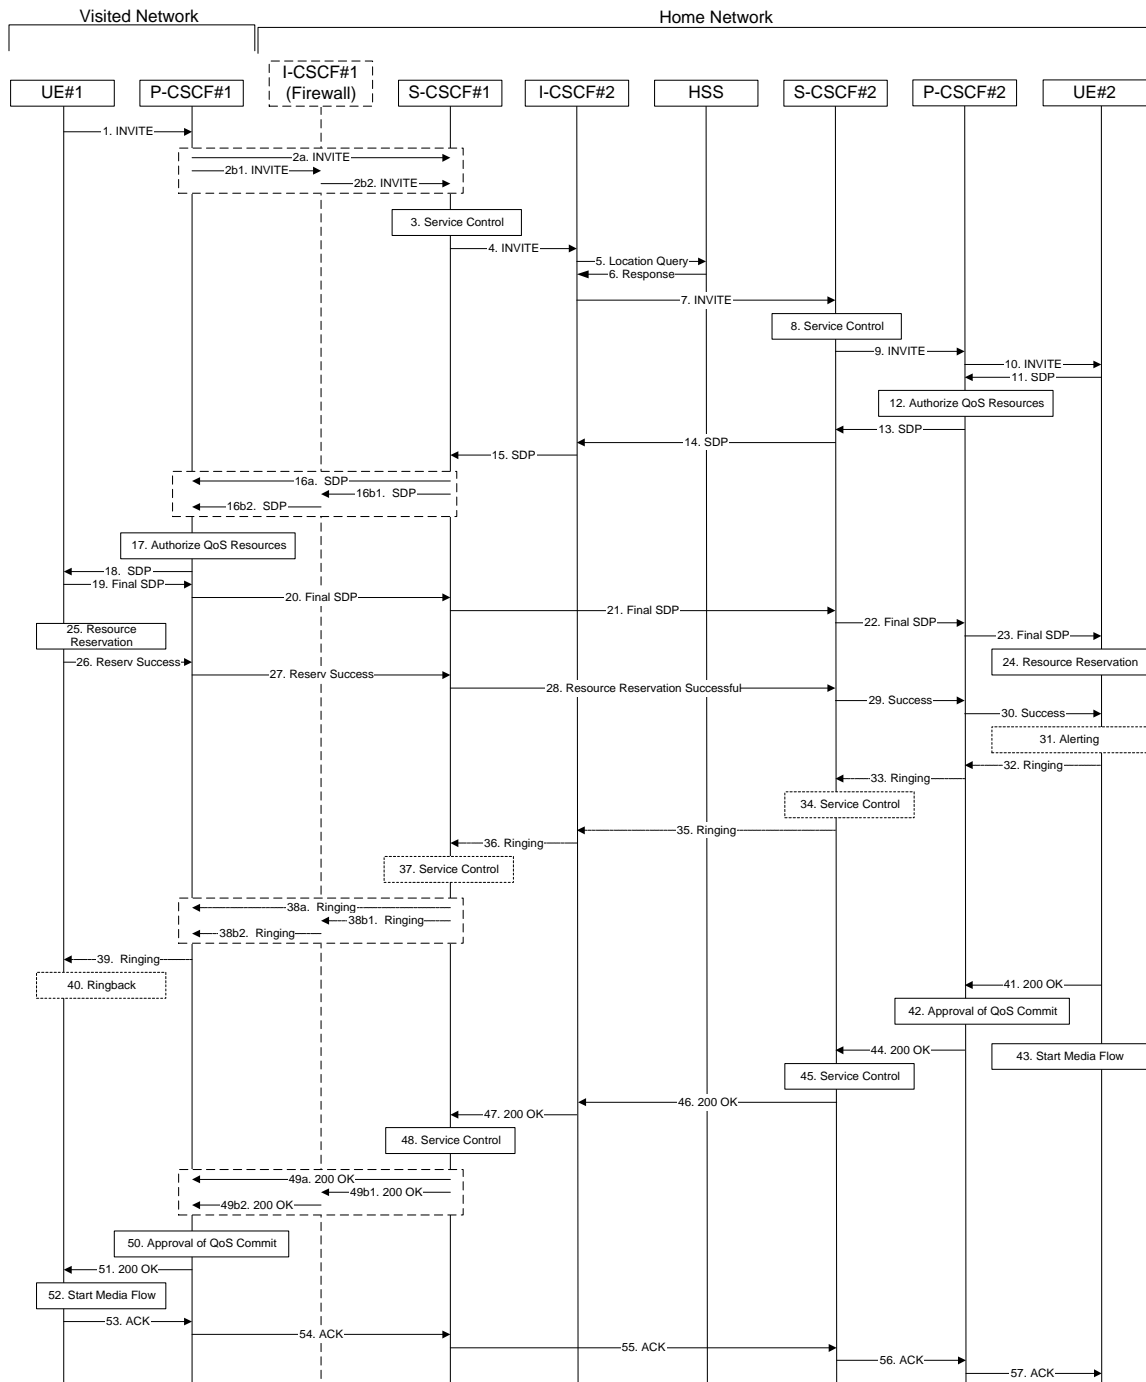 Visited Network
Home Network
UE#1
P-CSCF#1
I-CSCF#1
(Firewall)
S-CSCF#1
I-CSCF#2
HSS
S-CSCF#2
P-CSCF#2
UE#2
1. INVITE
2a. INVITE
2b1. INVITE
2b2. INVITE
3. Service Control
4. INVITE
5. Location Query
6. Response
7. INVITE
8. Service Control
9. INVITE
10. INVITE
11. SDP
12. Authorize QoS Resources
13. SDP
14. SDP
15. SDP
16a. SDP
16b1. SDP
16b2. SDP
17. Authorize QoS Resources
18. SDP
19. Final SDP
20. Final SDP
21. Final SDP
22. Final SDP
23. Final SDP
25. Resource
Reservation
24. Resource Reservation
26. Reserv Success
27. Reserv Success
28. Resource Reservation Successful
29. Success
30. Success
31. Alerting
32. Ringing
33. Ringing
34. Service Control
35. Ringing
36. Ringing
37. Service Control
38a. Ringing
38b1. Ringing
38b2. Ringing
39. Ringing
40. Ringback
41. 200 OK
42. Approval of QoS Commit
44. 200 OK
43. Start Media Flow
45. Service Control
46. 200 OK
47. 200 OK
48. Service Control
49a. 200 OK
49b1. 200 OK
49b2. 200 OK
50. Approval of QoS Commit
51. 200 OK
52. Start Media Flow
53. ACK
54. ACK
55. ACK
56. ACK
57. ACK